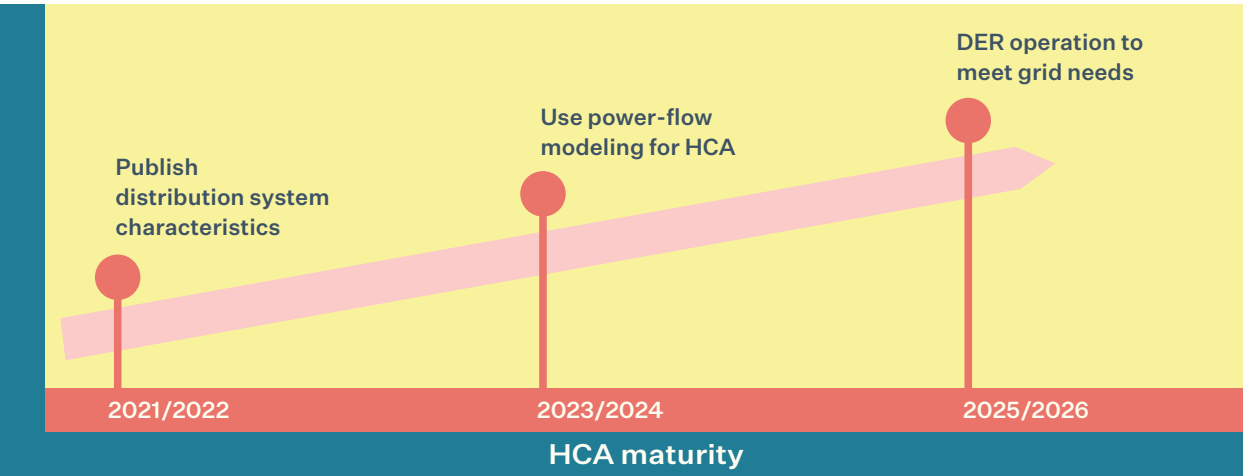 Publish
distribution system
characteristics
Use power-flow
modeling for HCA
DER operation to
meet grid needs
2021/2022
2023/2024
2025/2026
HCA maturity